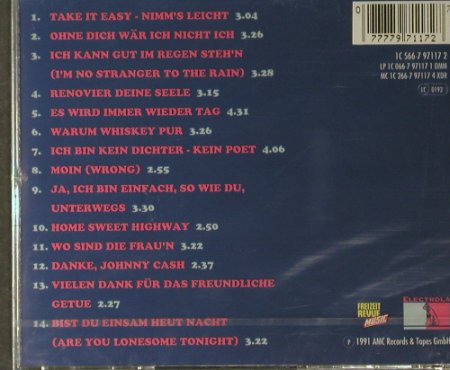 1. TAKE IT EASY - NIMM'S LEICHT 3.04
2. OHNE DICH WÄR ICH NICHT ICH 3.26
3. ICH KANN GUT IM REGEN STEH'N
(I'M NO STRANGER TO THE RAIN) 3.28
4. RENOVIER DEINE SEELE 3.15
5. ES WIRD IMMER WIEDER TAG 4.31
6. WARUM WHISKEY PUR 3.26
7. ICH BIN KEIN DICHTER - KEIN POET 4.06
8. MOIN (WRONG) 2.55
9. JA, ICH BIN EINFACH, SO WIE DU,
UNTERWEGS 3.30
10. HOME SWEET HIGHWAY 2.50
11. WO SIND DIE FRAU'N 3.22
12. DANKE, JOHNNY CASH 2.37
13. VIELEN DANK FÜR DAS FREUNDLICHE
GETUE 2.27
14. BIST DU EINSAM HEUT NACHT
(ARE YOU LONESOME TONIGHT) 3.22
0 77779 71172
1C 566-7 97117 2
LP 1C 066-7 97117 1 DMM
MC 1C 266-7 97117 4 XDR
LC 0193
FREIZEIT
REVUE
MUSIC
ELECTROLA
℗ 1991 AMC Records & Tapes GmbH